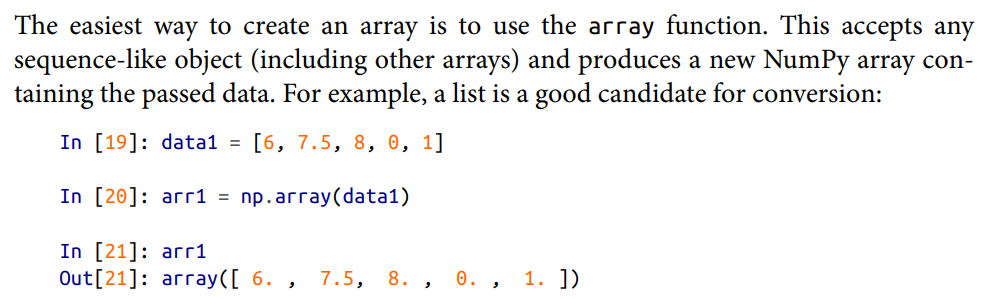 The easiest way to create an array is to use the array function. This accepts any
sequence-like object (including other arrays) and produces a new NumPy array con-
taining the passed data. For example, a list is a good candidate for conversion:
In [19]: data1 = [6, 7.5, 8, 0, 1]
In [20]: arr1 = np.array(data1)
In [21]: arr1
Out[21]: array([ 6. ,  7.5,  8. ,  0. ,  1. ])